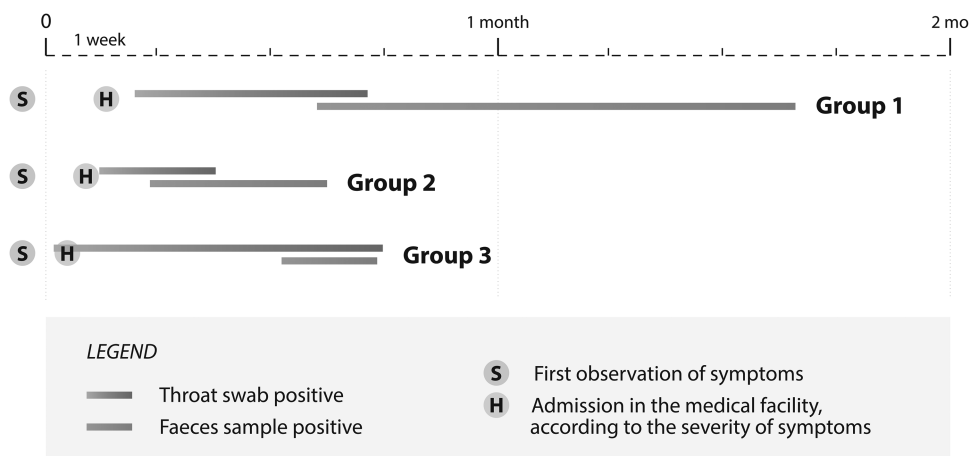 0
1 month
2 mo
1 week
S
H
Group 1
S
H
Group 2
S
H
Group 3
LEGEND
Throat swab positive
Faeces sample positive
S First observation of symptoms
H Admission in the medical facility,
according to the severity of symptoms